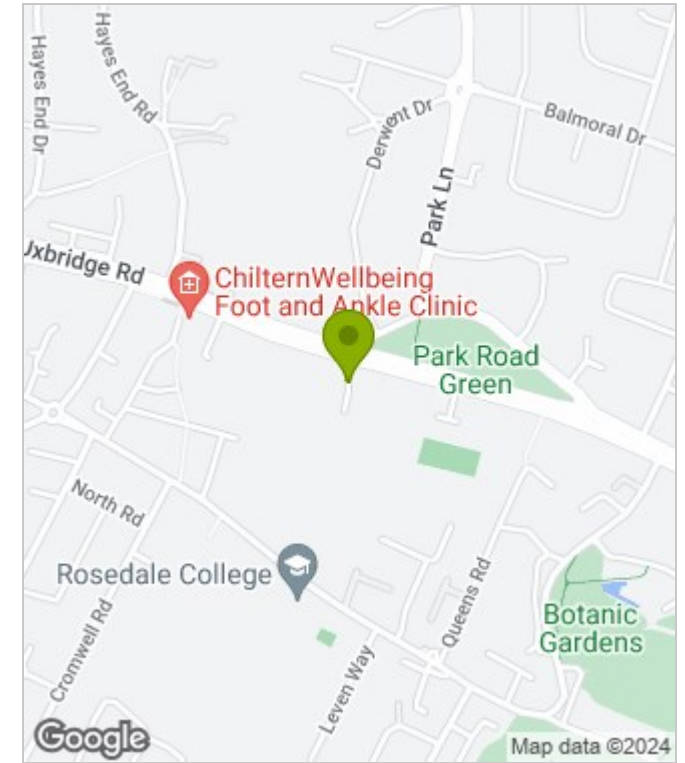 Hayes End Dr
Hayes End Rd
Derwent Dr
Balmoral Dr
Park Ln
Uxbridge Rd
ChilternWellbeing
Foot and Ankle Clinic
Park Road
Green
North Rd
Rosedale College
Queens Rd
Cromwell Rd
Leven Way
Botanic
Gardens
Google
Map data ©2024